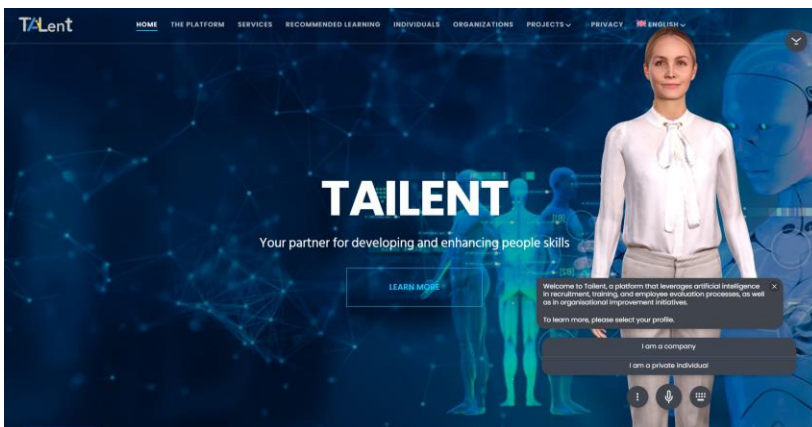 TAILent
HOME THE PLATFORM SERVICES RECOMMENDED LEARNING INDIVIDUALS ORGANIZATIONS PROJECTS PRIVACY ENGLISH
TAILENT
Your partner for developing and enhancing people skills
LEARN MORE
Welcome to Tailent, a platform that leverages artificial intelligence
in recruitment, training, and employee evaluation processes, as well
as in organisational improvement initiatives.
To learn more, please select your profile.
I am a company
I am a private individual